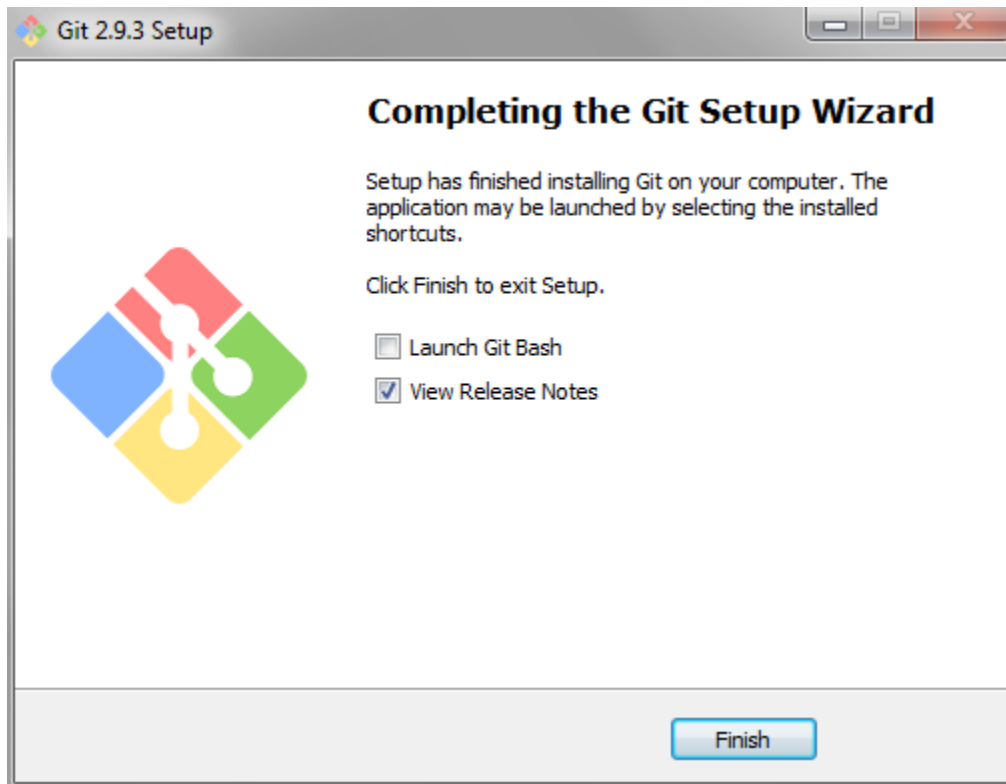 Git 2.9.3 Setup
Completing the Git Setup Wizard
Setup has finished installing Git on your computer. The
application may be launched by selecting the installed
shortcuts.
Click Finish to exit Setup.
Launch Git Bash
View Release Notes
Finish